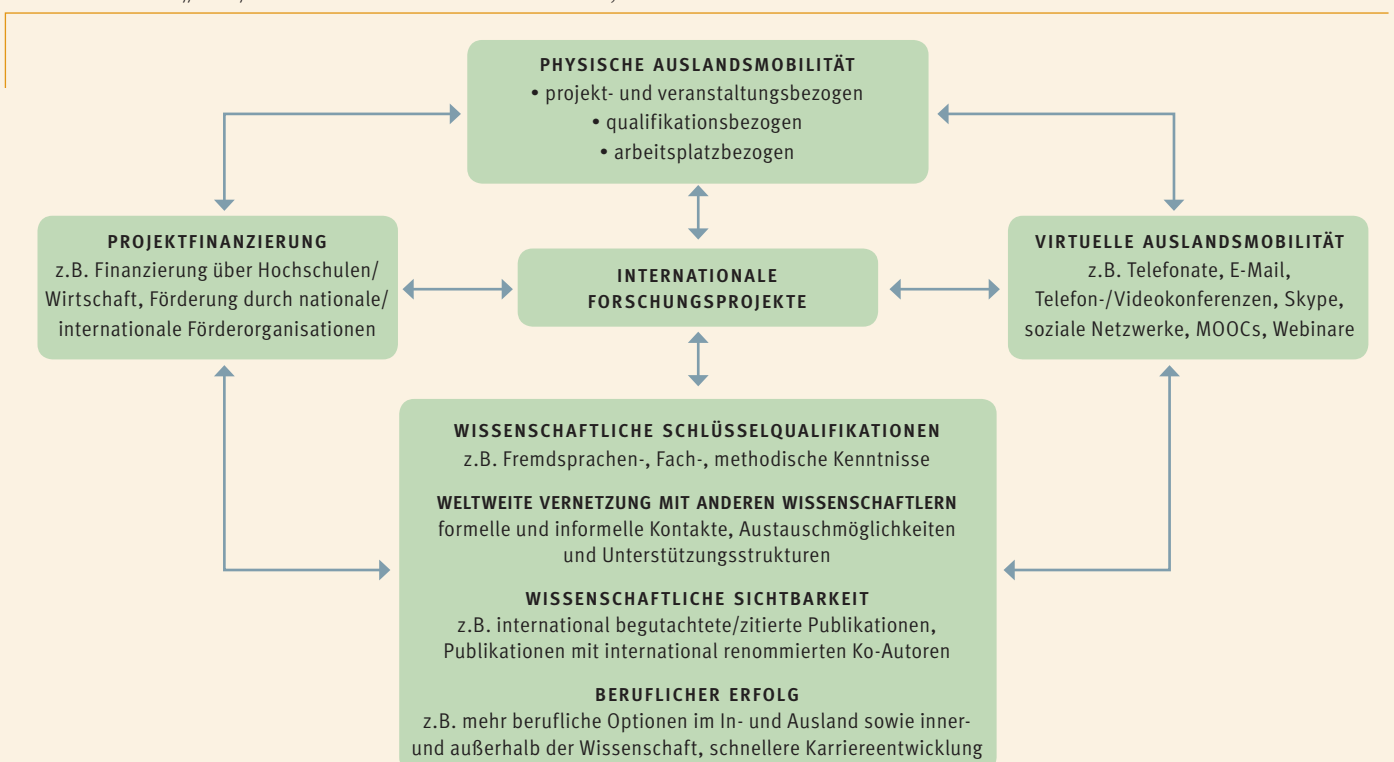 PHYSISCHE AUSLANDSMOBILITÄT
• projekt- und veranstaltungsbezogen
• qualifikationsbezogen
• arbeitsplatzbezogen
PROJEKTFINANZIERUNG
z.B. Finanzierung über Hochschulen/
Wirtschaft, Förderung durch nationale/
internationale Förderorganisationen
INTERNATIONALE
FORSCHUNGSPROJEKTE
VIRTUELLE AUSLANDSMOBILITÄT
z.B. Telefonate, E-Mail,
Telefon-/Videokonferenzen, Skype,
soziale Netzwerke, MOOCs, Webinare
WISSENSCHAFTLICHE SCHLÜSSELQUALIFIKATIONEN
z.B. Fremdsprachen-, Fach-, methodische Kenntnisse
WELTWEITE VERNETZUNG MIT ANDEREN WISSENSCHAFTLERN
formelle und informelle Kontakte, Austauschmöglichkeiten
und Unterstützungsstrukturen
WISSENSCHAFTLICHE SICHTBARKEIT
z.B. international begutachtete/zitierte Publikationen,
Publikationen mit international renommierten Ko-Autoren
BERUFLICHER ERFOLG
z.B. mehr berufliche Optionen im In- und Ausland sowie inner-
und außerhalb der Wissenschaft, schnellere Karriereentwicklung